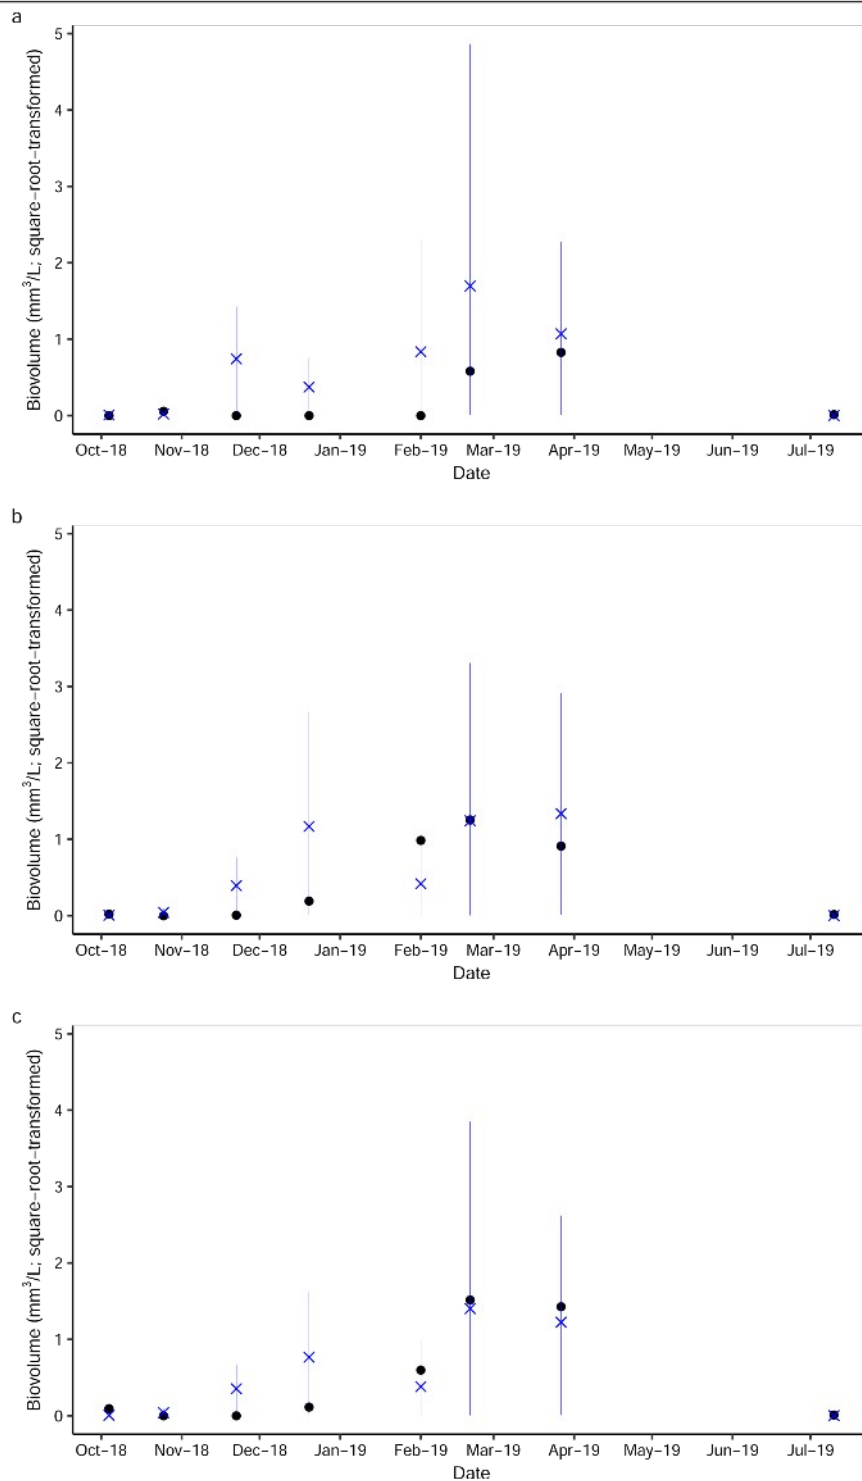 a
Biovolume (mm³/L; square−root−transformed)
5
4
3
2
1
0
Oct−18 Nov−18 Dec−18 Jan−19 Feb−19 Mar−19 Apr−19 May−19 Jun−19 Jul−19
Date
b
Biovolume (mm³/L; square−root−transformed)
5
4
3
2
1
0
Oct−18 Nov−18 Dec−18 Jan−19 Feb−19 Mar−19 Apr−19 May−19 Jun−19 Jul−19
Date
c
Biovolume (mm³/L; square−root−transformed)
5
4
3
2
1
0
Oct−18 Nov−18 Dec−18 Jan−19 Feb−19 Mar−19 Apr−19 May−19 Jun−19 Jul−19
Date